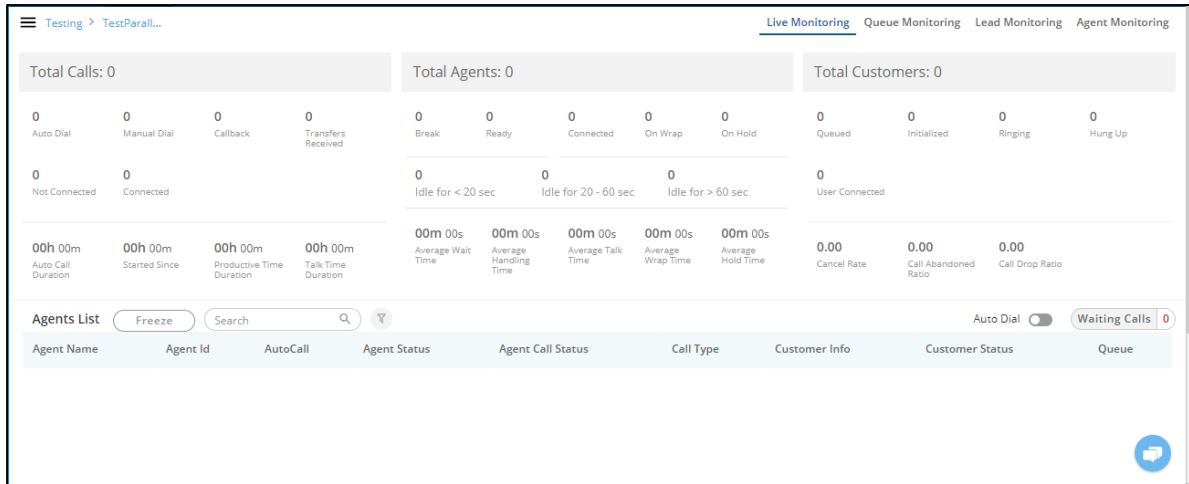 Testing > TestParall...
Live Monitoring Queue Monitoring Lead Monitoring Agent Monitoring
Total Calls: 0
0 0 0 0
Auto Dial Manual Dial Callback Transfers Received
0 0
Not Connected Connected
00h 00m 00h 00m 00h 00m 00h 00m
Auto Call Duration Started Since Productive Time Duration Talk Time Duration
Total Agents: 0
0 0 0 0 0
Break Ready Connected On Wrap On Hold
0 0 0
Idle for < 20 sec Idle for 20 - 60 sec Idle for > 60 sec
00m 00s 00m 00s 00m 00s 00m 00s 00m 00s
Average Wait Time Average Handling Time Average Talk Time Average Wrap Time Average Hold Time
Total Customers: 0
0 0 0 0
Queued Initialized Ringing Hung Up
0
User Connected
0.00 0.00 0.00
Cancel Rate Call Abandoned Ratio Call Drop Ratio
Agents List Freeze Search Auto Dial Waiting Calls 0
Agent Name Agent Id AutoCall Agent Status Agent Call Status Call Type Customer Info Customer Status Queue